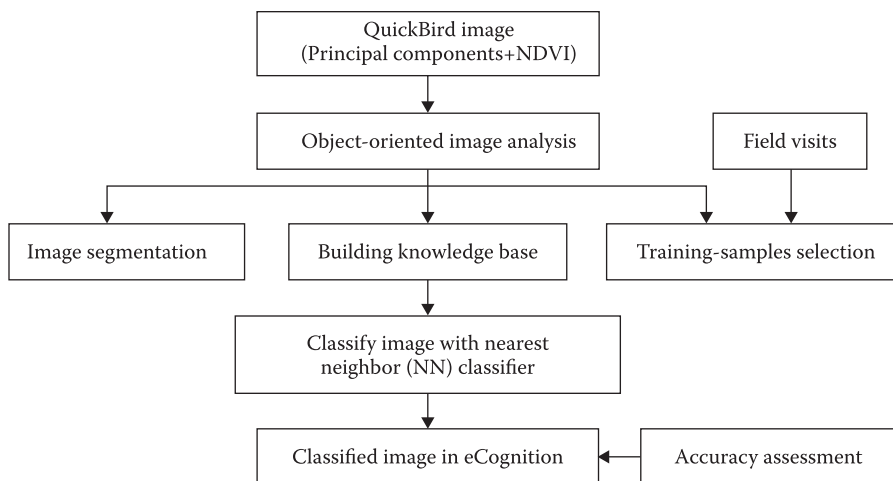 QuickBird image
(Principal components+NDVI)
Object-oriented image analysis
Field visits
Image segmentation
Building knowledge base
Training-samples selection
Classify image with nearest
neighbor (NN) classifier
Classified image in eCognition
Accuracy assessment